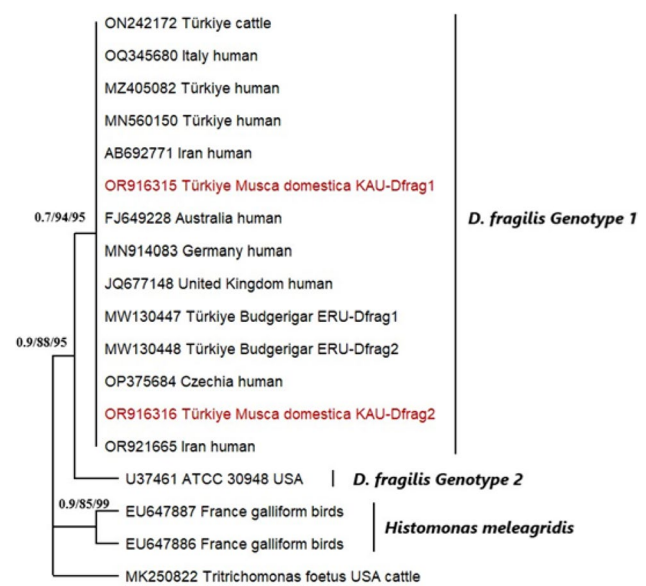 ON242172 Türkiye cattle
OQ345680 Italy human
MZ405082 Türkiye human
MN560150 Türkiye human
AB692771 Iran human
OR916315 Türkiye Musca domestica KAU-Dfrag1
0.7/94/95
FJ649228 Australia human
D. fragilis Genotype 1
MN914083 Germany human
JQ677148 United Kingdom human
MW130447 Türkiye Budgerigar ERU-Dfrag1
0.9/88/95
MW130448 Türkiye Budgerigar ERU-Dfrag2
OP375684 Czechia human
OR916316 Türkiye Musca domestica KAU-Dfrag2
OR921665 Iran human
U37461 ATCC 30948 USA
D. fragilis Genotype 2
0.9/85/99
EU647887 France galliform birds
Histomonas meleagridis
EU647886 France galliform birds
MK250822 Tritrichomonas foetus USA cattle